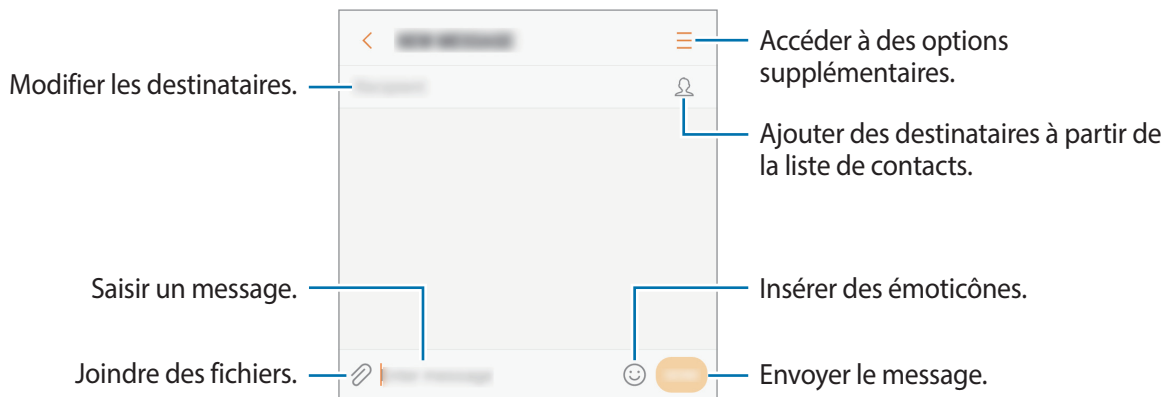 Accéder à des options
supplémentaires.
Modifier les destinataires.
Ajouter des destinataires à partir de
la liste de contacts.
Saisir un message.
Insérer des émoticônes.
Joindre des fichiers.
Envoyer le message.